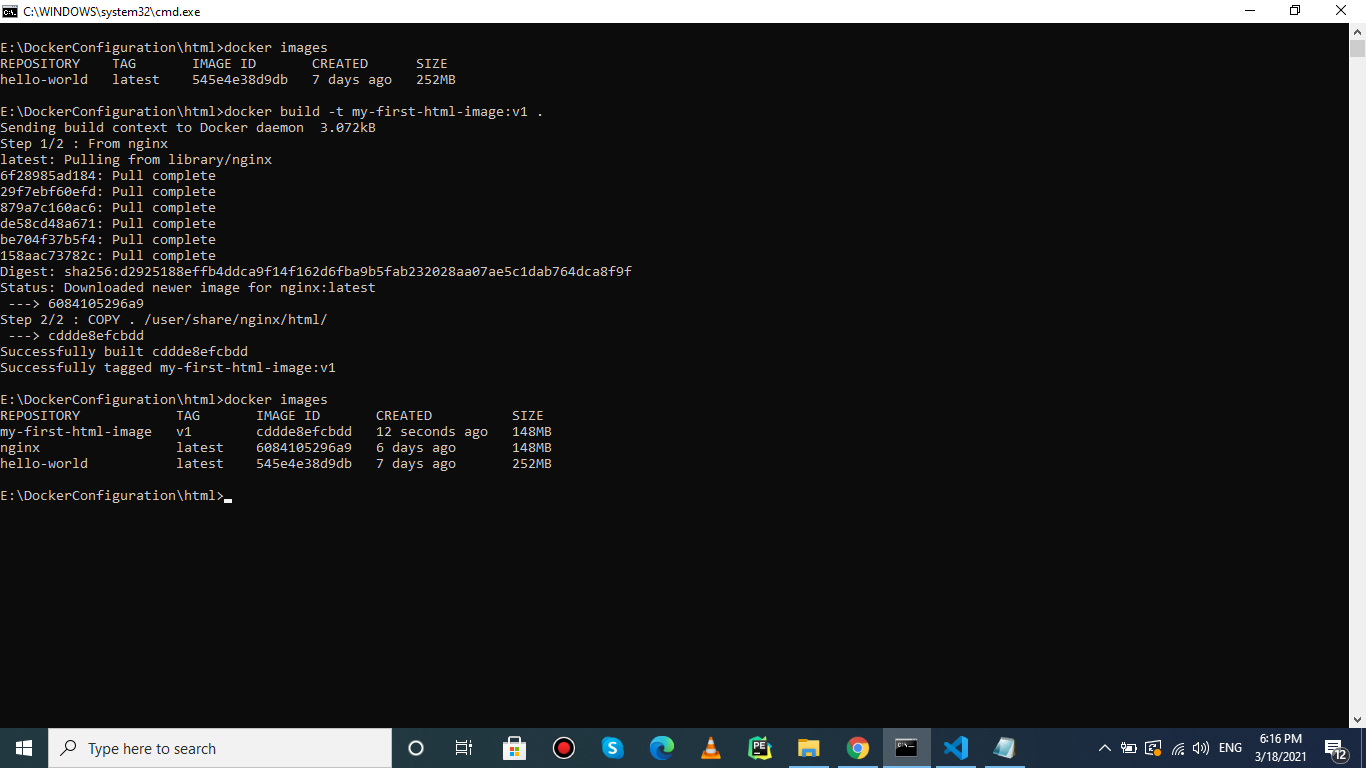 C:\WINDOWS\system32\cmd.exe
E:\DockerConfiguration\html>docker images
REPOSITORY    TAG       IMAGE ID       CREATED      SIZE
hello-world   latest    545e4e38d9db   7 days ago   252MB
E:\DockerConfiguration\html>docker build -t my-first-html-image:v1 .
Sending build context to Docker daemon  3.072kB
Step 1/2 : From nginx
latest: Pulling from library/nginx
6f28985ad184: Pull complete
29f7ebf60efd: Pull complete
879a7c160ac6: Pull complete
de58cd48a671: Pull complete
be704f37b5f4: Pull complete
158aac73782c: Pull complete
Digest: sha256:d2925188effb4ddca9f14f162d6fba9b5fab232028aa07ae5c1dab764dca8f9f
Status: Downloaded newer image for nginx:latest
 ---> 6084105296a9
Step 2/2 : COPY . /user/share/nginx/html/
 ---> cddde8efcbdd
Successfully built cddde8efcbdd
Successfully tagged my-first-html-image:v1
E:\DockerConfiguration\html>docker images
REPOSITORY            TAG       IMAGE ID       CREATED          SIZE
my-first-html-image   v1        cddde8efcbdd   12 seconds ago   148MB
nginx                 latest    6084105296a9   6 days ago       148MB
hello-world           latest    545e4e38d9db   7 days ago       252MB
E:\DockerConfiguration\html>
Type here to search
PE
ENG
6:16 PM
3/18/2021
12